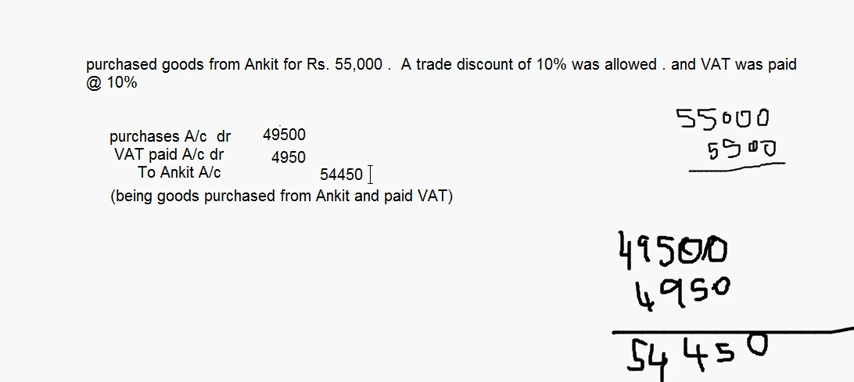 purchased goods from Ankit for Rs. 55,000 .  A trade discount of 10% was allowed . and VAT was paid
@ 10%
purchases A/c  dr 49500
VAT paid A/c dr 4950
To Ankit A/c 54450
(being goods purchased from Ankit and paid VAT)
55000
5500
49500
4950
54450